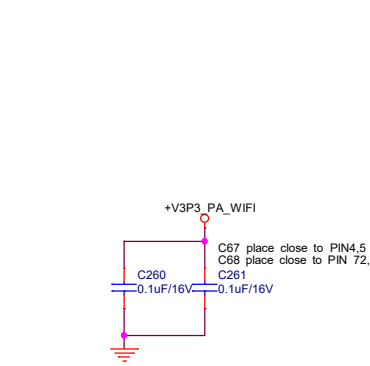 +V3P3_PA_WIFI
C67 place close to PIN4,5
C68 place close to PIN 72,
C260
0.1uF/16V
C261
0.1uF/16V